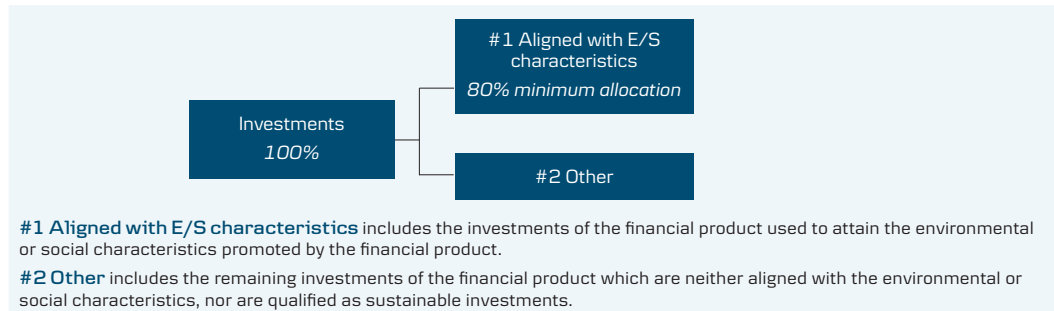 #1 Aligned with E/S
characteristics
80% minimum allocation
Investments
100%
#2 Other
#1 Aligned with E/S characteristics includes the investments of the financial product used to attain the environmental
or social characteristics promoted by the financial product.
#2 Other includes the remaining investments of the financial product which are neither aligned with the environmental or
social characteristics, nor are qualified as sustainable investments.